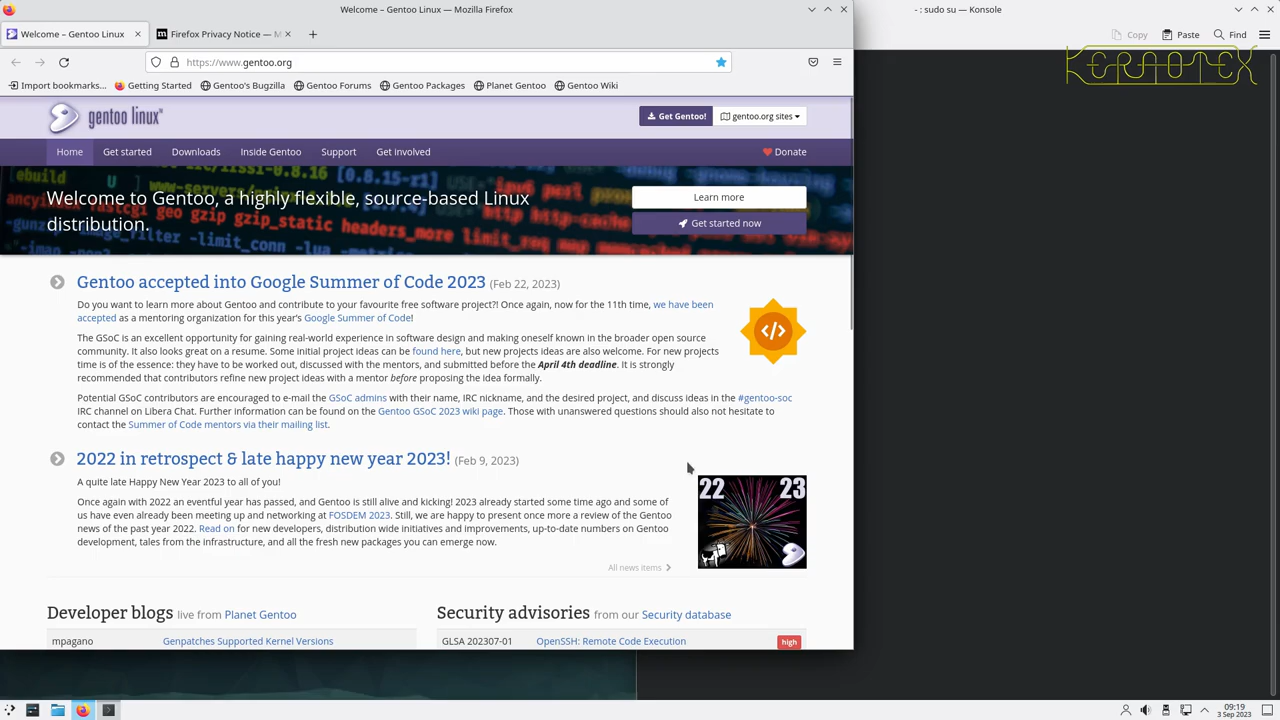 Welcome – Gentoo Linux — Mozilla Firefox
- : sudo su — Konsole
Welcome – Gentoo Linux
Firefox Privacy Notice — M
Copy
Paste
Find
KERNOTEX
https://www.gentoo.org
Import bookmarks...
Getting Started
Gentoo's Bugzilla
Gentoo Forums
Gentoo Packages
Planet Gentoo
Gentoo Wiki
gentoo linux
Get Gentoo!
gentoo.org sites
Home
Get started
Downloads
Inside Gentoo
Support
Get involved
Donate
Welcome to Gentoo, a highly flexible, source-based Linux
distribution.
Learn more
Get started now
Gentoo accepted into Google Summer of Code 2023 (Feb 22, 2023)
Do you want to learn more about Gentoo and contribute to your favourite free software project?! Once again, now for the 11th time, we have been
accepted as a mentoring organization for this year's Google Summer of Code!
The GSoC is an excellent opportunity for gaining real-world experience in software design and making oneself known in the broader open source
community. It also looks great on a resume. Some initial project ideas can be found here, but new projects ideas are also welcome. For new projects
time is of the essence: they have to be worked out, discussed with the mentors, and submitted before the April 4th deadline. It is strongly
recommended that contributors refine new project ideas with a mentor before proposing the idea formally.
Potential GSoC contributors are encouraged to e-mail the GSoC admins with their name, IRC nickname, and the desired project, and discuss ideas in the #gentoo-soc
IRC channel on Libera Chat. Further information can be found on the Gentoo GSoC 2023 wiki page. Those with unanswered questions should also not hesitate to
contact the Summer of Code mentors via their mailing list.
2022 in retrospect & late happy new year 2023! (Feb 9, 2023)
A quite late Happy New Year 2023 to all of you!
Once again with 2022 an eventful year has passed, and Gentoo is still alive and kicking! 2023 already started some time ago and some of
us have even already been meeting up and networking at FOSDEM 2023. Still, we are happy to present once more a review of the Gentoo
news of the past year 2022. Read on for new developers, distribution wide initiatives and improvements, up-to-date numbers on Gentoo
development, tales from the infrastructure, and all the fresh new packages you can emerge now.
22 23
All news items
Developer blogs live from Planet Gentoo
mpagano Genpatches Supported Kernel Versions
Security advisories from our Security database
GLSA 202307-01 OpenSSH: Remote Code Execution high
09:19
3 Sep 2023